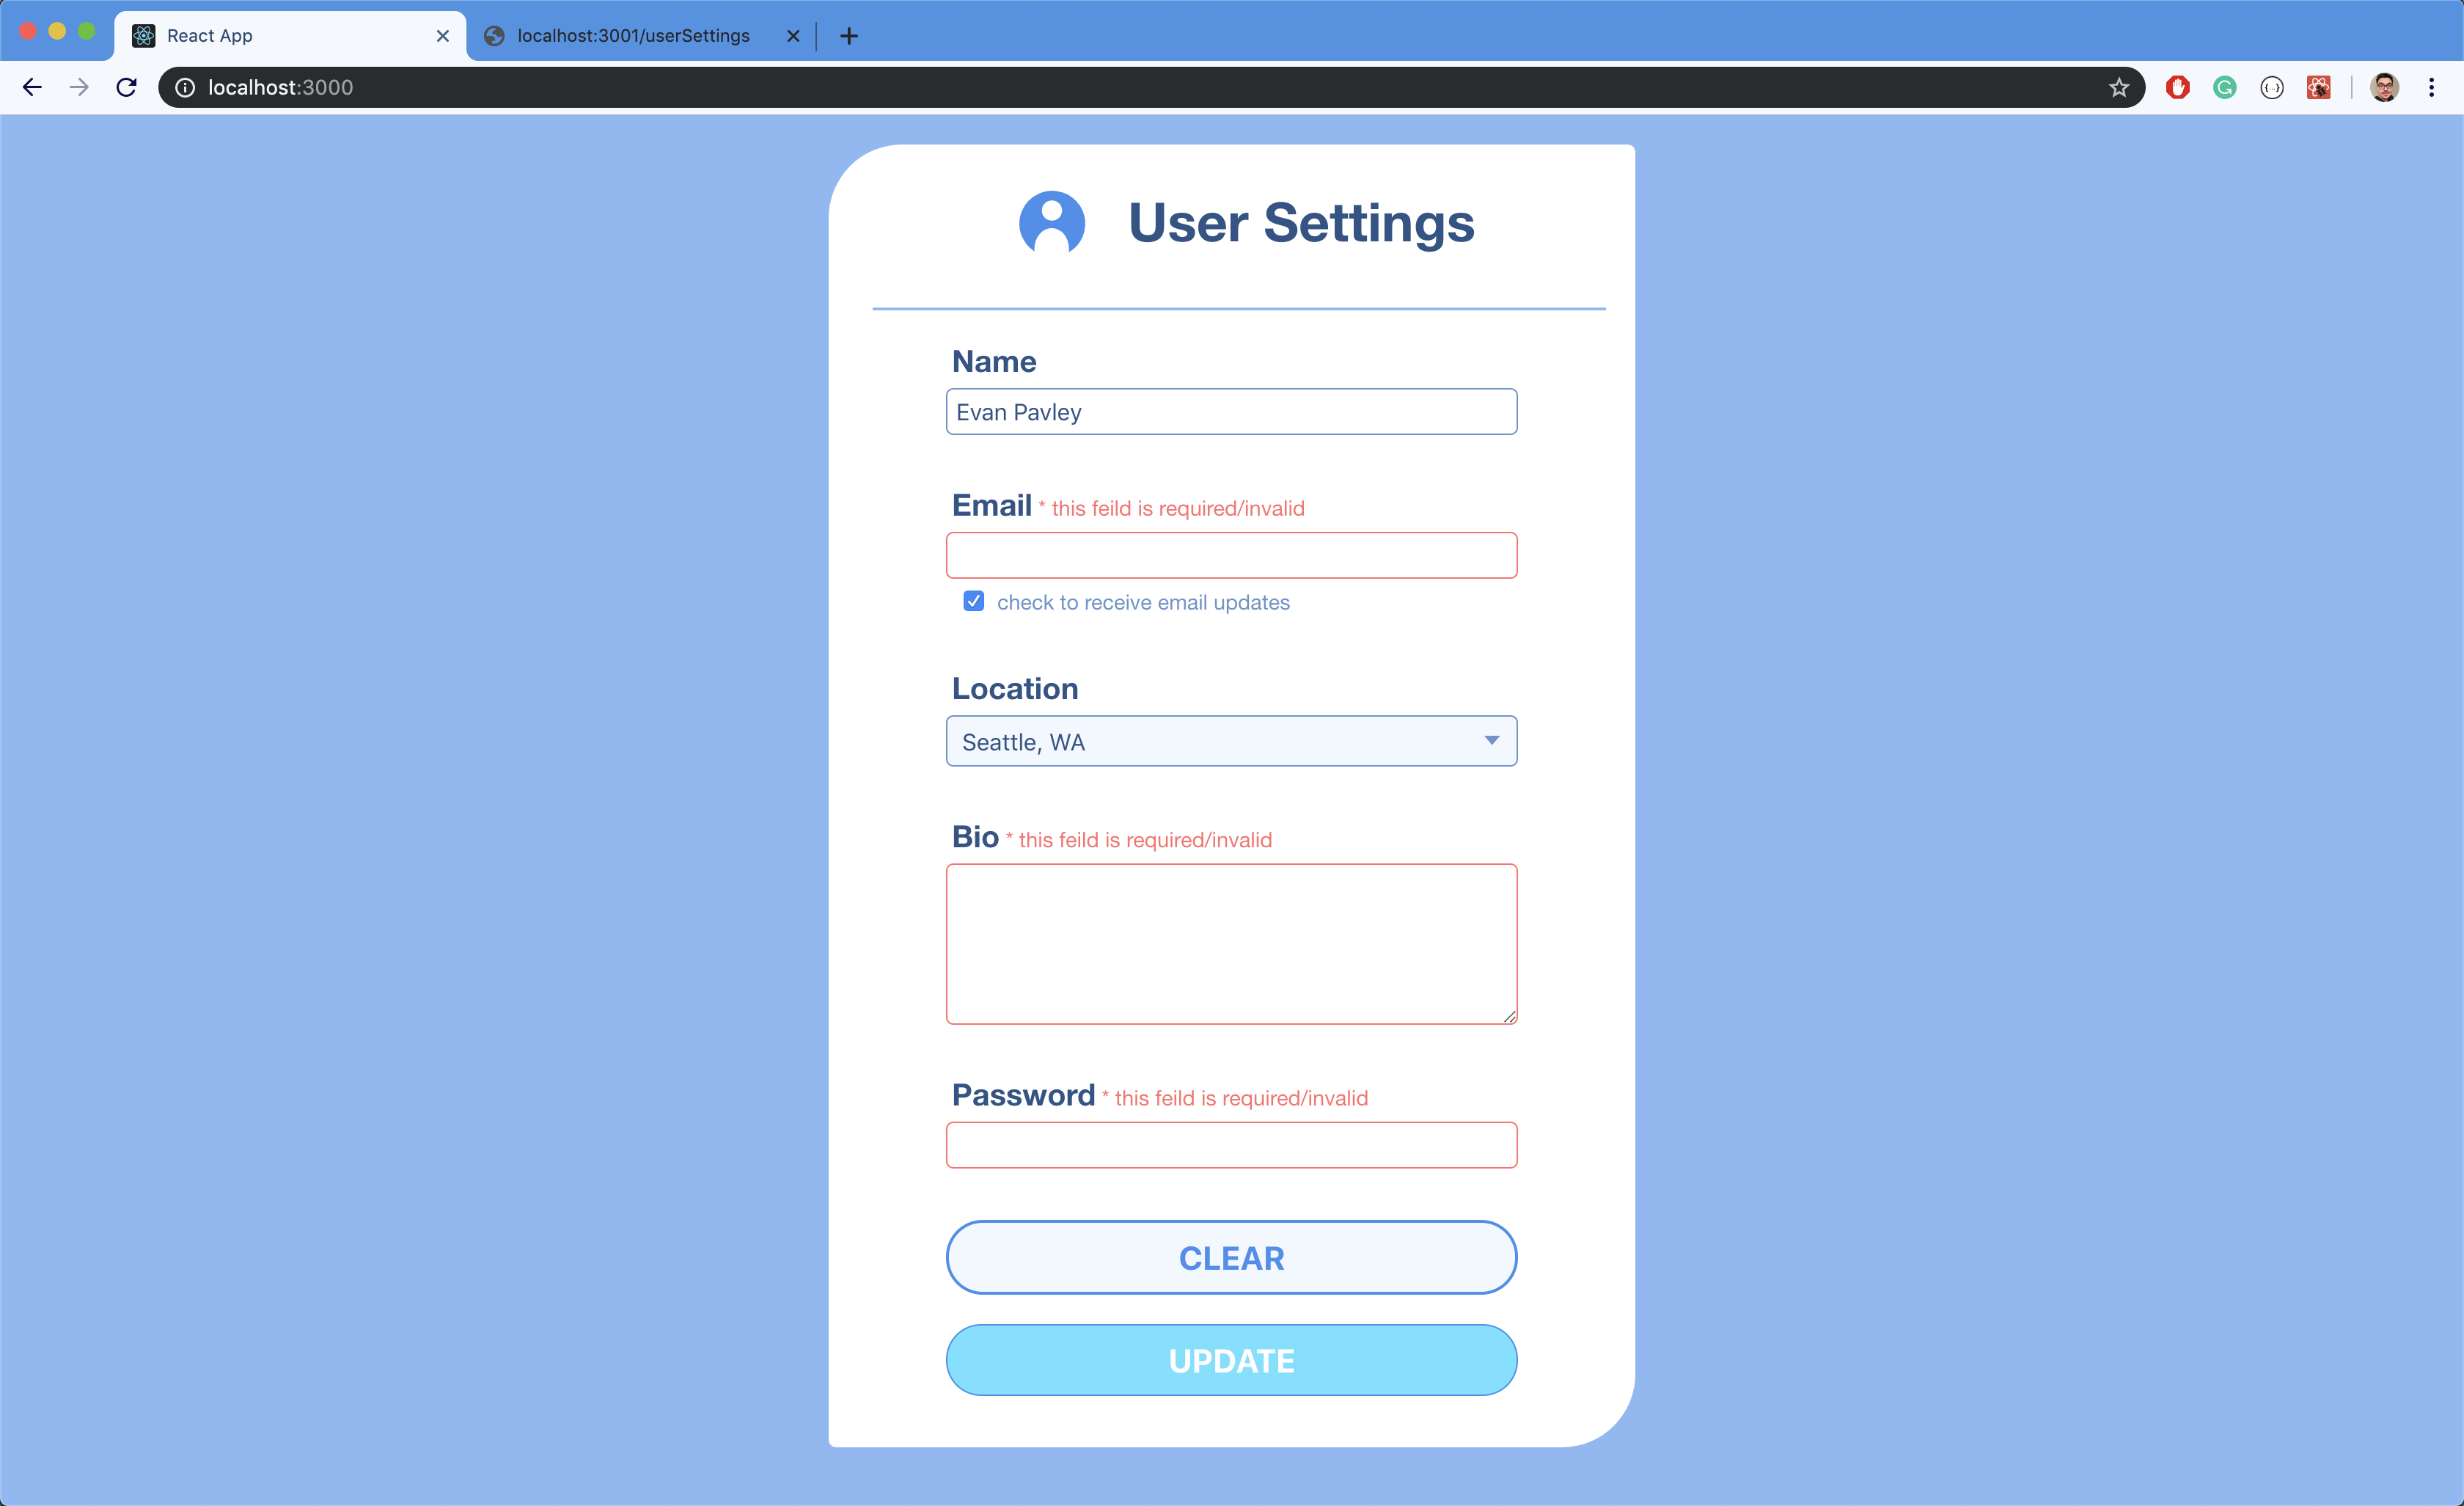 React App
localhost:3001/userSettings
localhost:3000
User Settings
Name
Evan Pavley
Email * this feild is required/invalid
check to receive email updates
Location
Seattle, WA
Bio * this feild is required/invalid
Password * this feild is required/invalid
CLEAR
UPDATE